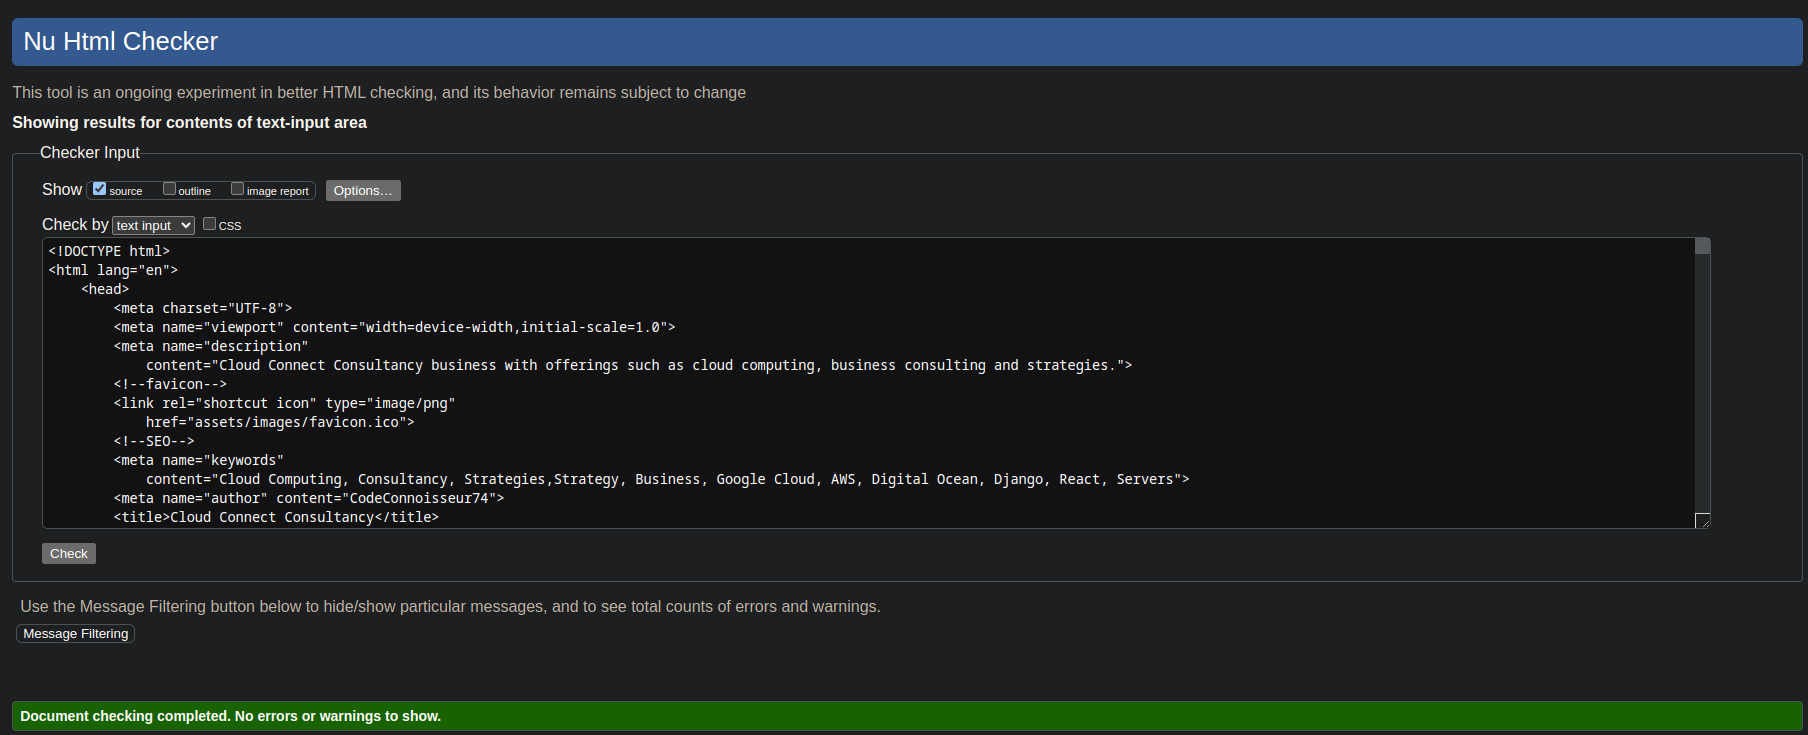 Nu Html Checker
This tool is an ongoing experiment in better HTML checking, and its behavior remains subject to change
Showing results for contents of text-input area
Checker Input
Show source outline image report Options...
Check by text input CSS
<!DOCTYPE html>
<html lang="en">
    <head>
        <meta charset="UTF-8">
        <meta name="viewport" content="width=device-width,initial-scale=1.0">
        <meta name="description"
            content="Cloud Connect Consultancy business with offerings such as cloud computing, business consulting and strategies.">
        <!--favicon-->
        <link rel="shortcut icon" type="image/png"
            href="assets/images/favicon.ico">
        <!--SEO-->
        <meta name="keywords"
            content="Cloud Computing, Consultancy, Strategies,Strategy, Business, Google Cloud, AWS, Digital Ocean, Django, React, Servers">
        <meta name="author" content="CodeConnoisseur74">
        <title>Cloud Connect Consultancy</title>
Check
Use the Message Filtering button below to hide/show particular messages, and to see total counts of errors and warnings.
Message Filtering
Document checking completed. No errors or warnings to show.